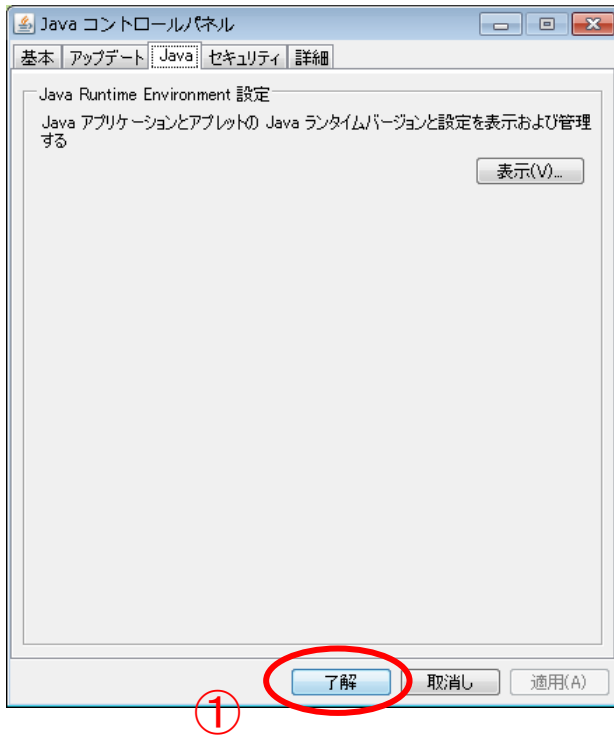 Java コントロールパネル
基本 アップデート Java セキュリティ 詳細
Java Runtime Environment 設定
Java アプリケーションとアプレットの Java ランタイムバージョンと設定を表示および管理
する
表示(V)...
了解 取消し 適用(A)
①